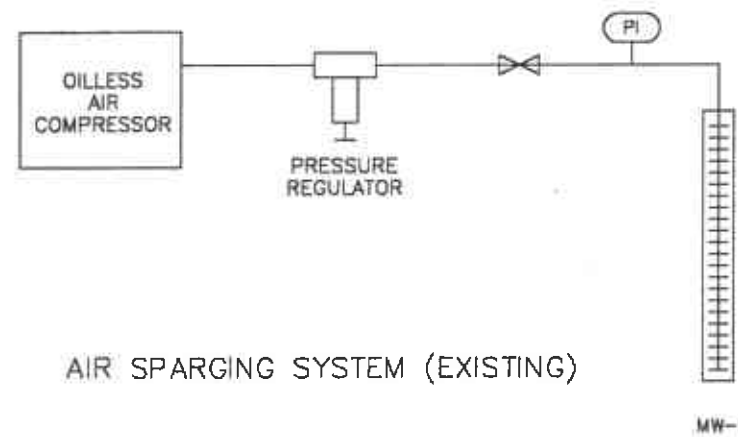 PI
OILLESS
AIR
COMPRESSOR
PRESSURE
REGULATOR
AIR SPARGING SYSTEM (EXISTING)
MW-